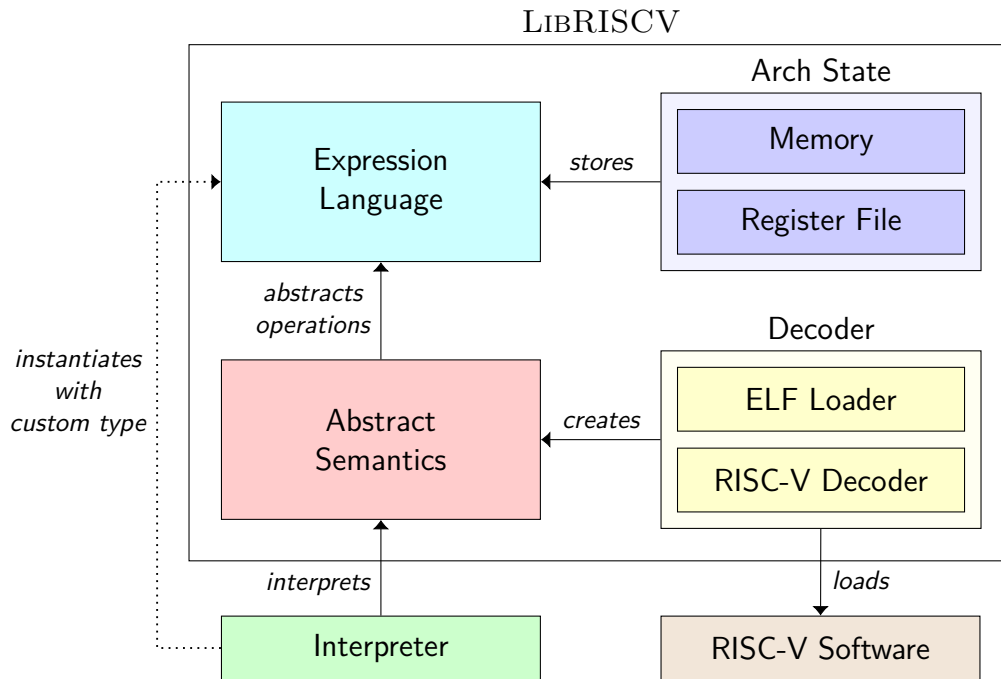 LIBRISCV
Arch State
Expression
Language
stores
Memory
Register File
abstracts
operations
instantiates
with
custom type
Decoder
Abstract
Semantics
creates
ELF Loader
RISC-V Decoder
interprets
loads
Interpreter
RISC-V Software